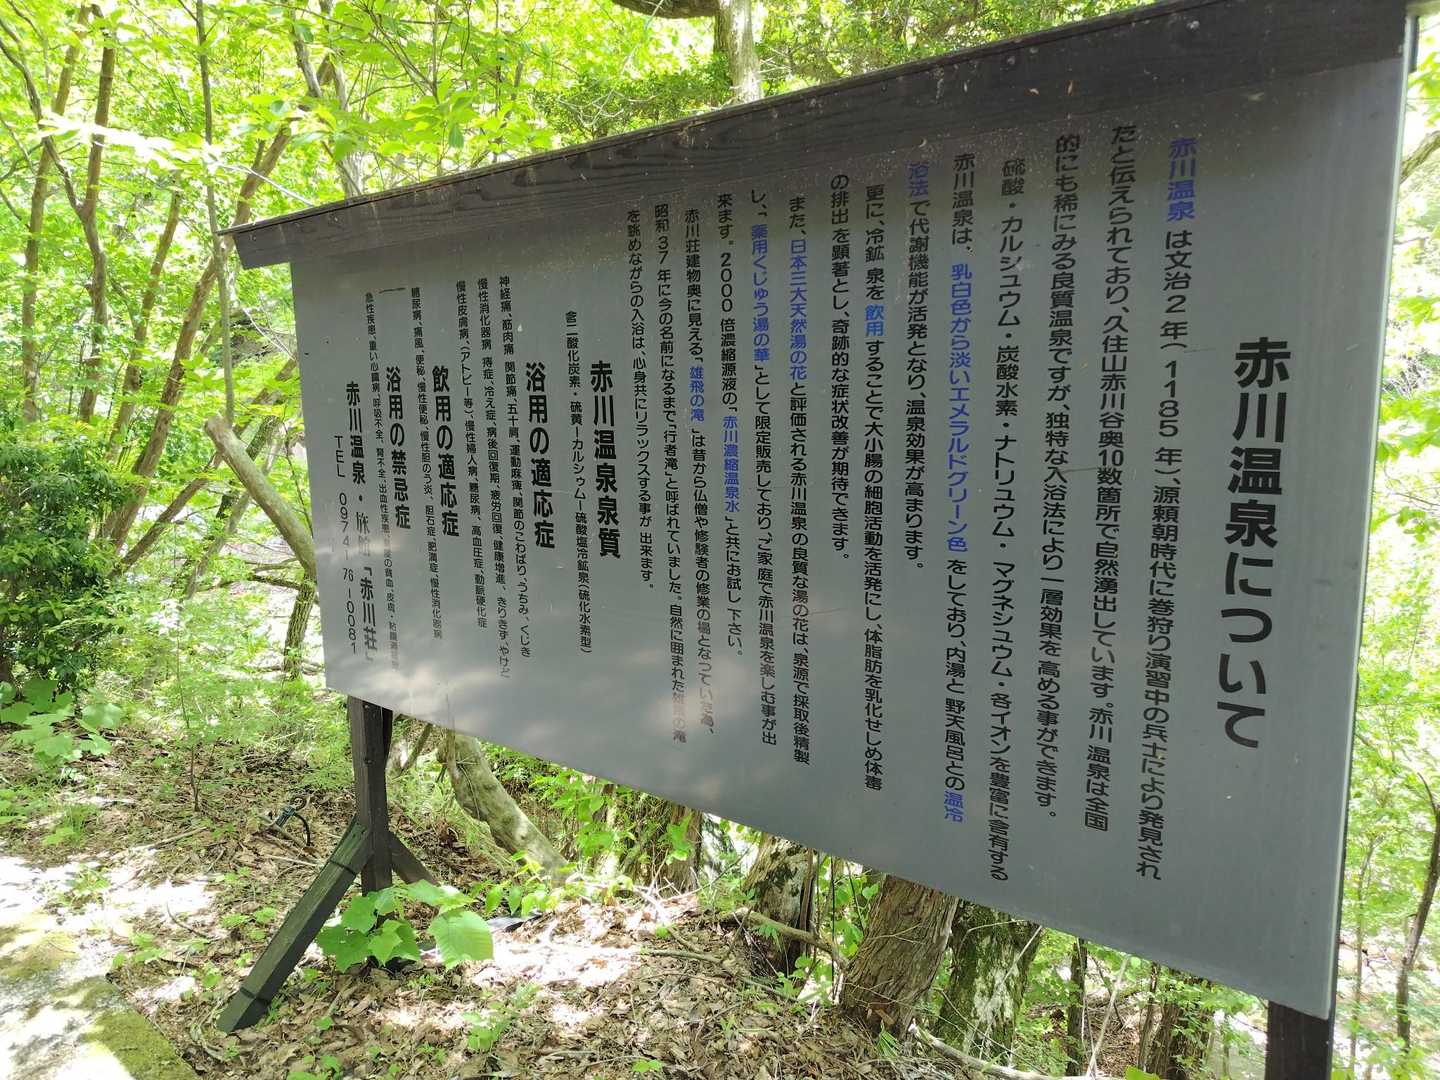 赤川温泉について
赤川温泉 は文治2年(1185年)、源頼朝時代に巻狩り演習中の兵士により発見され
たと伝えられており、久住山赤川谷奥10数箇所で自然湧出しています。赤川 温泉は全国
的にも稀にみる良質温泉ですが、独特な入浴法により一層効果を 高める事ができます。
硫酸・カルシュウム・炭酸水素・ナトリュウム・マグネシュウム・各イオンを豊富に含有する
赤川温泉は、乳白色から淡いエメラルドグリーン色 をしており、内湯と 野天風呂との 温冷
浴法で代謝機能が活発となり、温泉効果が高まります。
更に、冷鉱 泉を 飲用 することで大小腸の細胞活動を活発にし、体脂肪を乳化せしめ体毒
の排出 を顕著とし、奇跡的な症状改善が期待できます。
また、日本三大天然湯の花と評価される赤川温泉の良質な湯の花は、泉源で採取後精製
し、「薬用くじゅう湯の華」として限定販売しており「ご家庭で赤川温泉を楽しむ事が出
来ます。2000 倍濃縮源液の「赤川濃縮温泉水」と共にお試し 下さい。
赤川荘建物奥に見える、「雄飛の滝 」は昔から仏僧や修験者の修業の場となっていた為、
昭和 37 年に今の名前になるまで「行者滝」と呼ばれていました。自然に囲まれた雄飛の滝
を眺めながらの入浴は、心身共にリラックスする事が 出来ます。
赤川温泉泉質
含二酸化炭素・硫黄ーカルシゥムー硫酸塩冷鉱泉(硫化水素型)
浴用の適応症
神経痛、筋肉痛 関節痛、五十肩、運動麻痺、関節のこわばり、うちみ、くじき
慢性消化器病 痔症、冷え症、病後回復期、疲労回復、健康増進、きりきず、やけど
慢性皮膚病、(アトピー等)、慢性婦人病、糖尿病、高血圧症、動脈硬化症
飲用の適応症
糖尿病、痛風、便秘、慢性便秘、慢性胆のう炎、胆石症、肥満症、慢性消化器病
浴用の禁忌症
急性疾患、重い心臓病、呼吸不全、腎不全、出血性疾患、
赤川温泉・旅館「赤川荘」
TEL 0974-76-0081